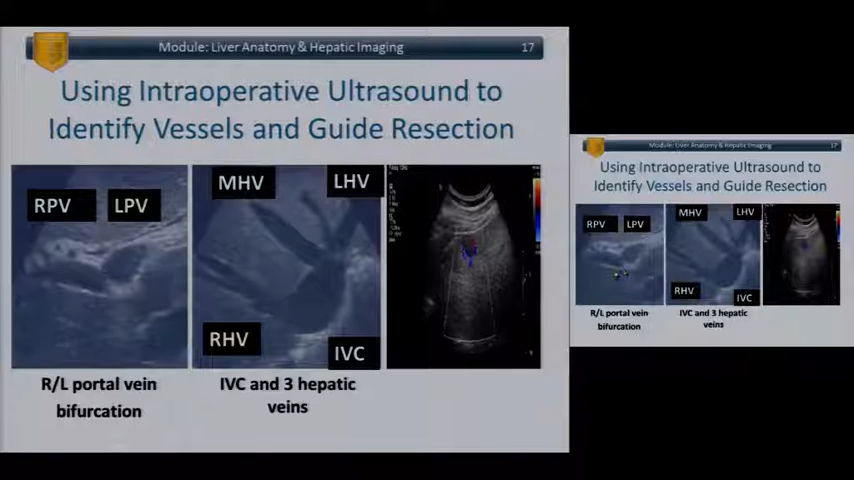 Module: Liver Anatomy & Hepatic Imaging 17
Using Intraoperative Ultrasound to
Identify Vessels and Guide Resection
RPV LPV
MHV LHV
RHV IVC
R/L portal vein
bifurcation
IVC and 3 hepatic
veins
Module: Liver Anatomy & Hepatic Imaging 17
Using Intraoperative Ultrasound to
Identify Vessels and Guide Resection
RPV LPV
MHV LHV
RHV IVC
R/L portal vein
bifurcation
IVC and 3 hepatic
veins